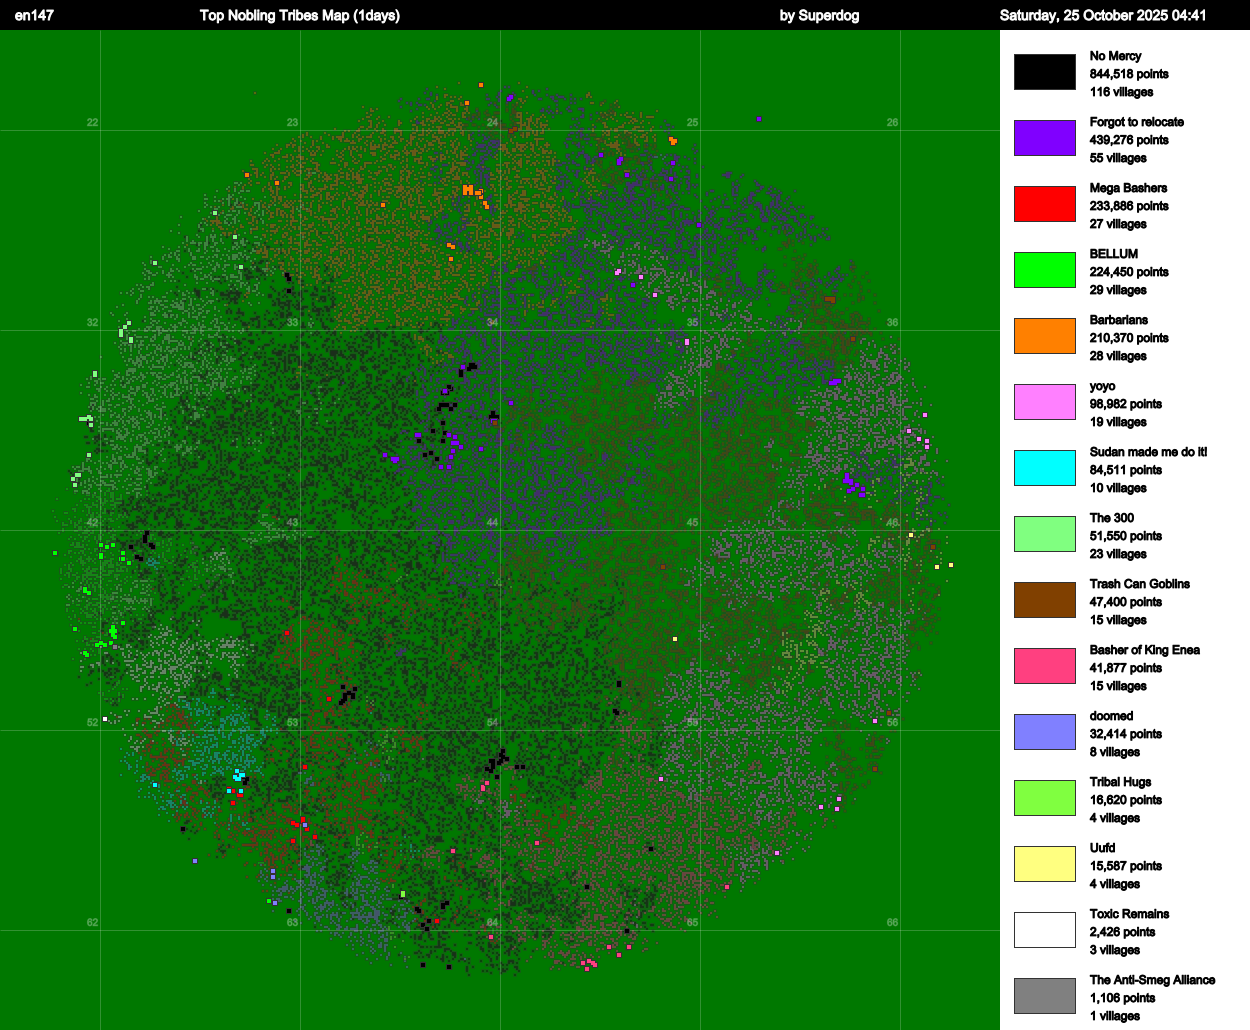 en147 Top Nobling Tribes Map (1days) by Superdog Saturday, 25 October 2025 04:41
No Mercy
844,518 points
116 villages
Forgot to relocate
439,276 points
55 villages
Mega Bashers
233,886 points
27 villages
BELLUM
224,450 points
29 villages
Barbarians
210,370 points
28 villages
yoyo
98,982 points
19 villages
Sudan made me do it!
84,511 points
10 villages
The 300
51,550 points
23 villages
Trash Can Goblins
47,400 points
15 villages
Basher of King Enea
41,877 points
15 villages
doomed
32,414 points
8 villages
Tribal Hugs
16,620 points
4 villages
Uufd
15,587 points
4 villages
Toxic Remains
2,426 points
3 villages
The Anti-Smeg Alliance
1,106 points
1 villages
22 23 24 25 26
32 33 34 35 36
42 43 44 45 46
52 53 54 55 56
62 63 64 65 66